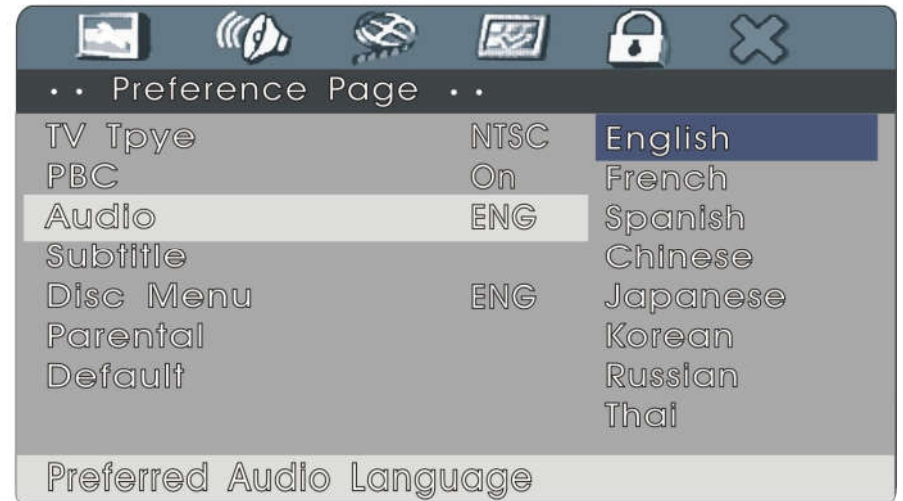 ·· Preference Page ··
TV Tpye NTSC English
PBC On French
Audio ENG Spanish
Subtitle Chinese
Disc Menu ENG Japanese
Parental Korean
Default Russian
Thai
Preferred Audio Language